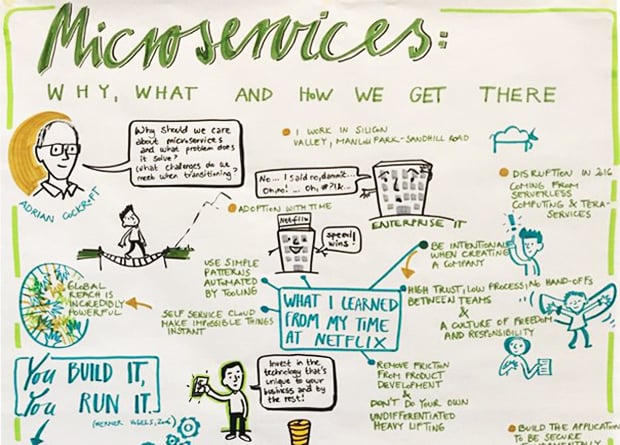 Microservices:
WHY, WHAT AND HOW WE GET THERE
Why should we care
about microservices
and what problem does
it solve?
What challenges do we
meet when transitioning?
ADRIAN COCKROFT
I WORK IN SILICON
VALLEY, MANLOW PARK - SANDHILL ROAD
No... I said no, dammit...
Oh no! ... Oh, #?!&...
ENTERPRISE IT
DISRUPTION IN 2016
COMING FROM
SERVERLESS
COMPUTING & TERA-
SERVICES
ADOPTION WITH TIME
Netflix
speed
wins!
BE INTENTIONAL
WHEN CREATING
A COMPANY
GLOBAL
REACH IS
INCREDIBLY
POWERFUL
USE SIMPLE
PATTERNS
AUTOMATED
BY TOOLING
SELF SERVICE CLOUD
MAKE IMPOSSIBLE THINGS
INSTANT
WHAT I LEARNED
FROM MY TIME
AT NETFLIX
HIGH TRUST, LOW PROCESS, NO HAND-OFFS
BETWEEN TEAMS
&
A CULTURE OF FREEDOM
AND RESPONSIBILITY
You BUILD IT,
You RUN IT.
(WERNER VOGELS, 2006)
Invest in the
technology that's
unique to your
business and buy
the rest!
REMOVE FRICTION
FROM PRODUCT
DEVELOPMENT
&
DON'T DO YOUR OWN
UNDIFFERENTIATED
HEAVY LIFTING
BUILD THE APPLICATION
TO BE SECURE